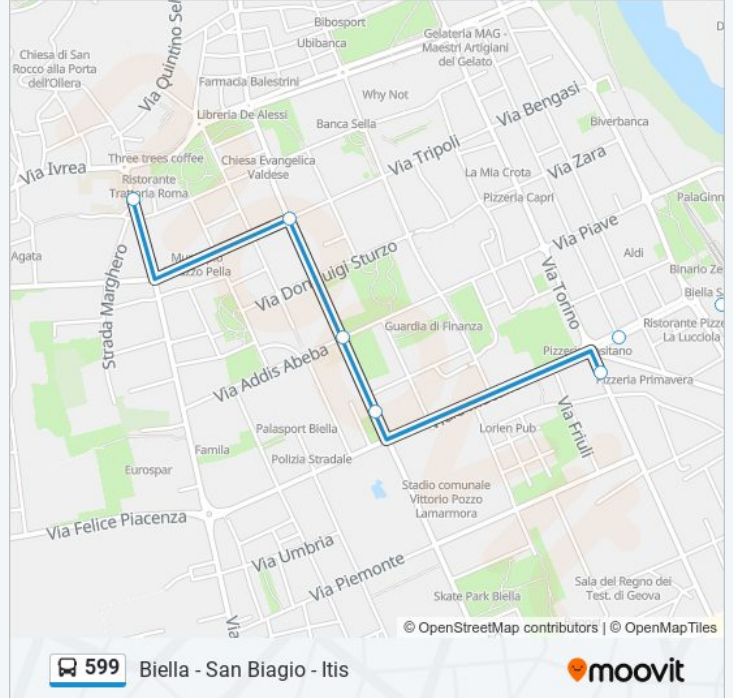 Bibosport
Ubibanca
Gelateria MAG -
Maestri Artigiani
del Gelato
Chiesa di San
Rocco alla Porta
dell'Ollera
Via Quintino Sel
Farmacia Balestrini
Why Not
Via Bengasi
Libreria De Alessi
Banca Sella
Biverbanca
Via Tripoli
Via Ivrea
Three trees coffee
Chiesa Evangelica
Valdese
Via Zara
La Mia Crota
Ristorante
Trattoria Roma
Pizzeria Capri
PalaGinn
Via Piave
Agata
Aldi
Via Don Luigi Sturzo
Binario Ze
Via Torino
Biella S
Strada Marghero
Guardia di Finanza
Ristorante Pizze
La Lucciola
Via Addis Abeba
Pizzeria
Pizzeria Primavera
Palasport Biella
Lorien Pub
Via Friuli
Famila
Polizia Stradale
Eurospar
Stadio comunale
Vittorio Pozzo
Lamarmora
Via Felice Piacenza
Via Umbria
Via Piemonte
Sala del Regno dei
Test. di Geova
Skate Park Biella
Via
© OpenStreetMap contributors | © OpenMapTiles
599 Biella - San Biagio - Itis
moovit